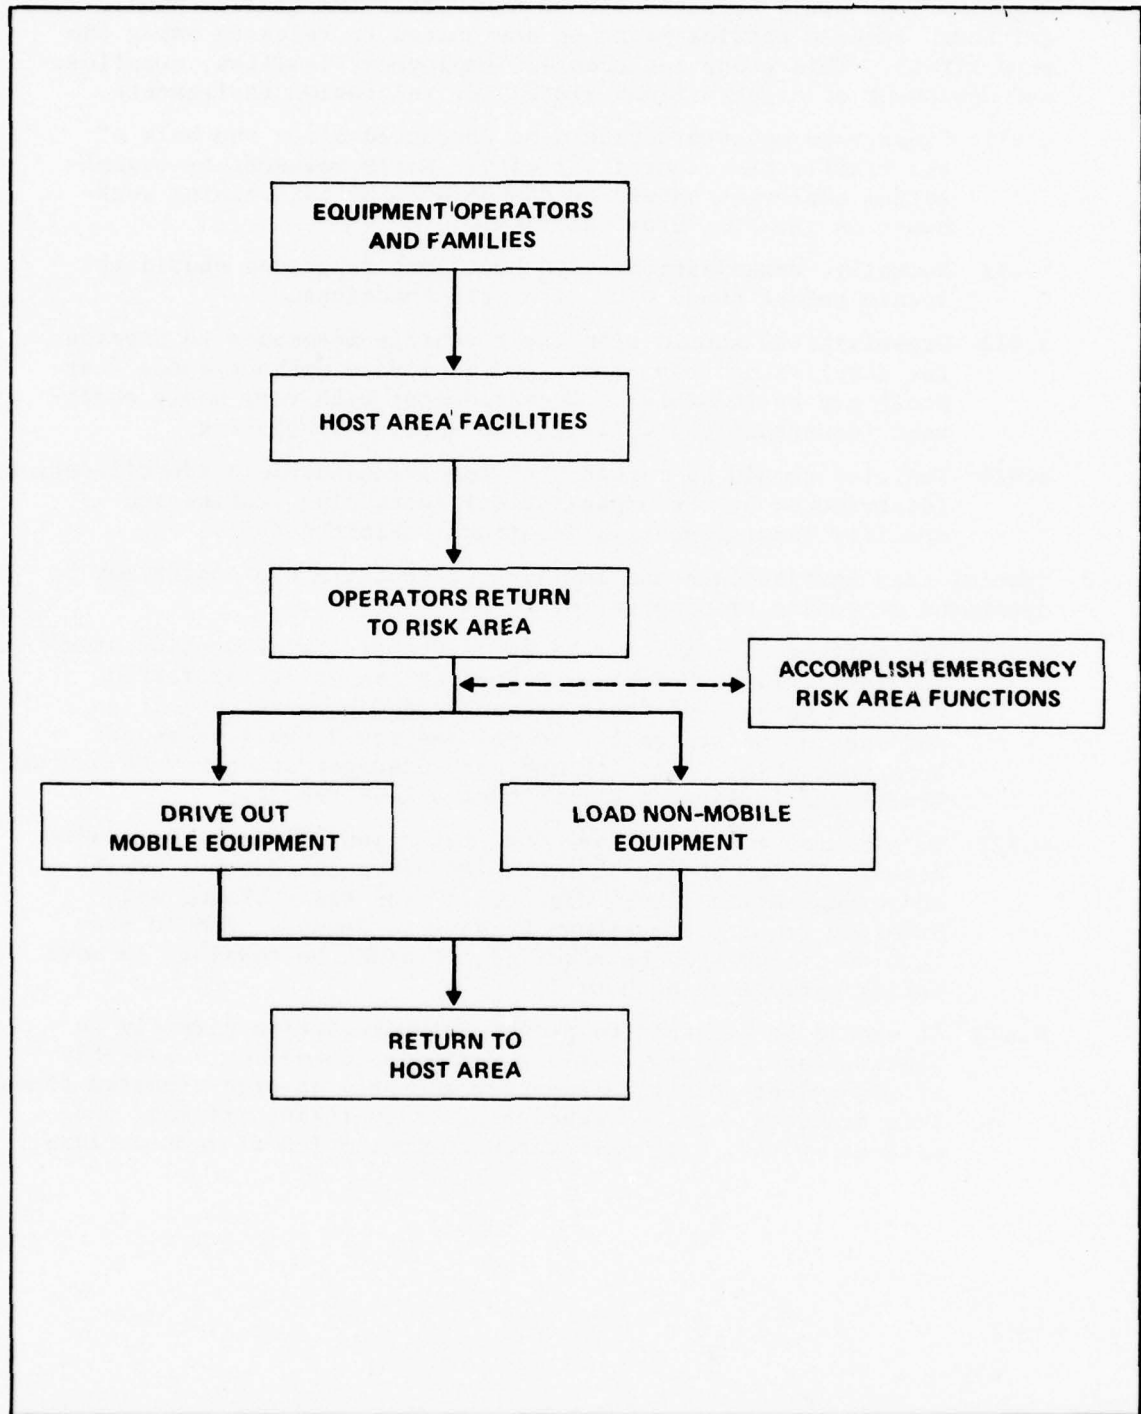 EQUIPMENT OPERATORS
AND FAMILIES
HOST AREA FACILITIES
OPERATORS RETURN
TO RISK AREA
ACCOMPLISH EMERGENCY
RISK AREA FUNCTIONS
DRIVE OUT
MOBILE EQUIPMENT
LOAD NON-MOBILE
EQUIPMENT
RETURN TO
HOST AREA